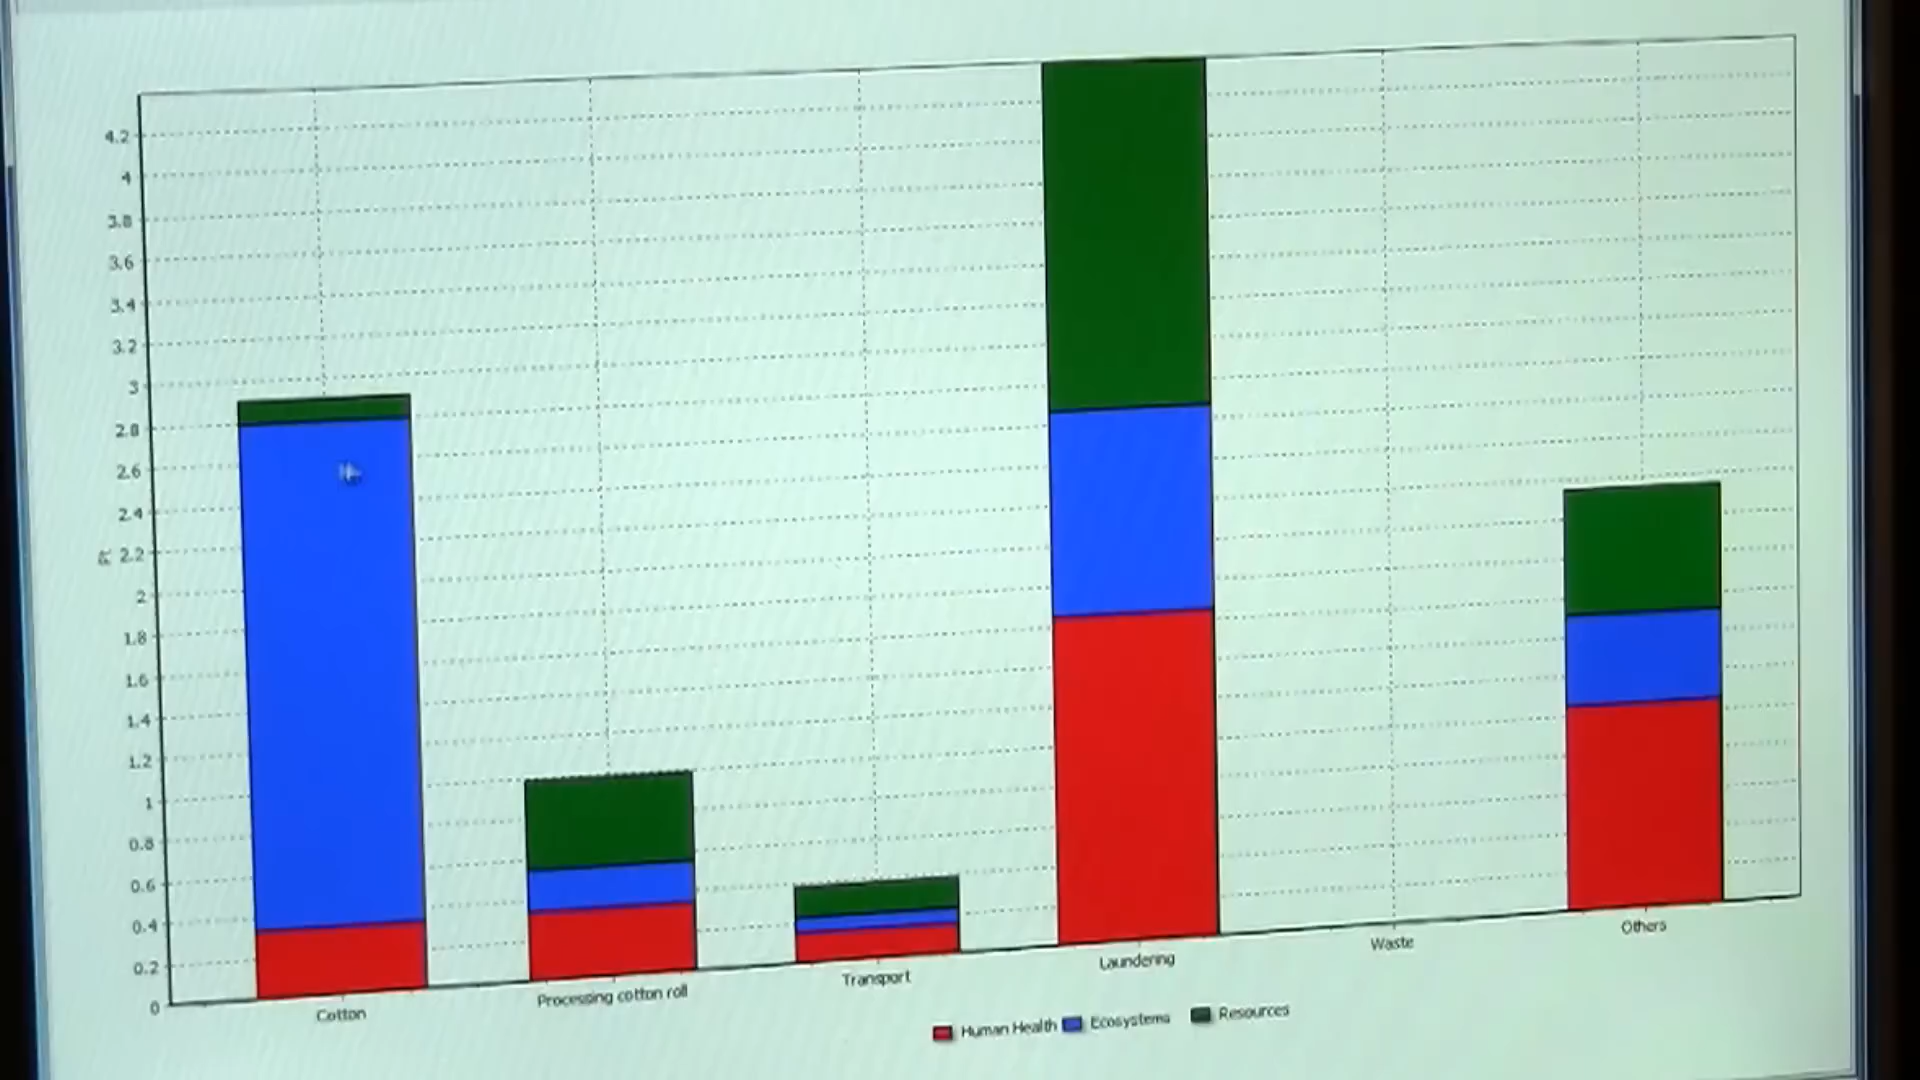 4.2
4
3.8
3.6
3.4
3.2
3
2.8
2.6
2.4
2.2
2
1.8
1.6
1.4
1.2
1
0.8
0.6
0.4
0.2
0
Pt
Cotton
Processing cotton roll
Transport
Laundering
Waste
Others
Human Health
Ecosystems
Resources